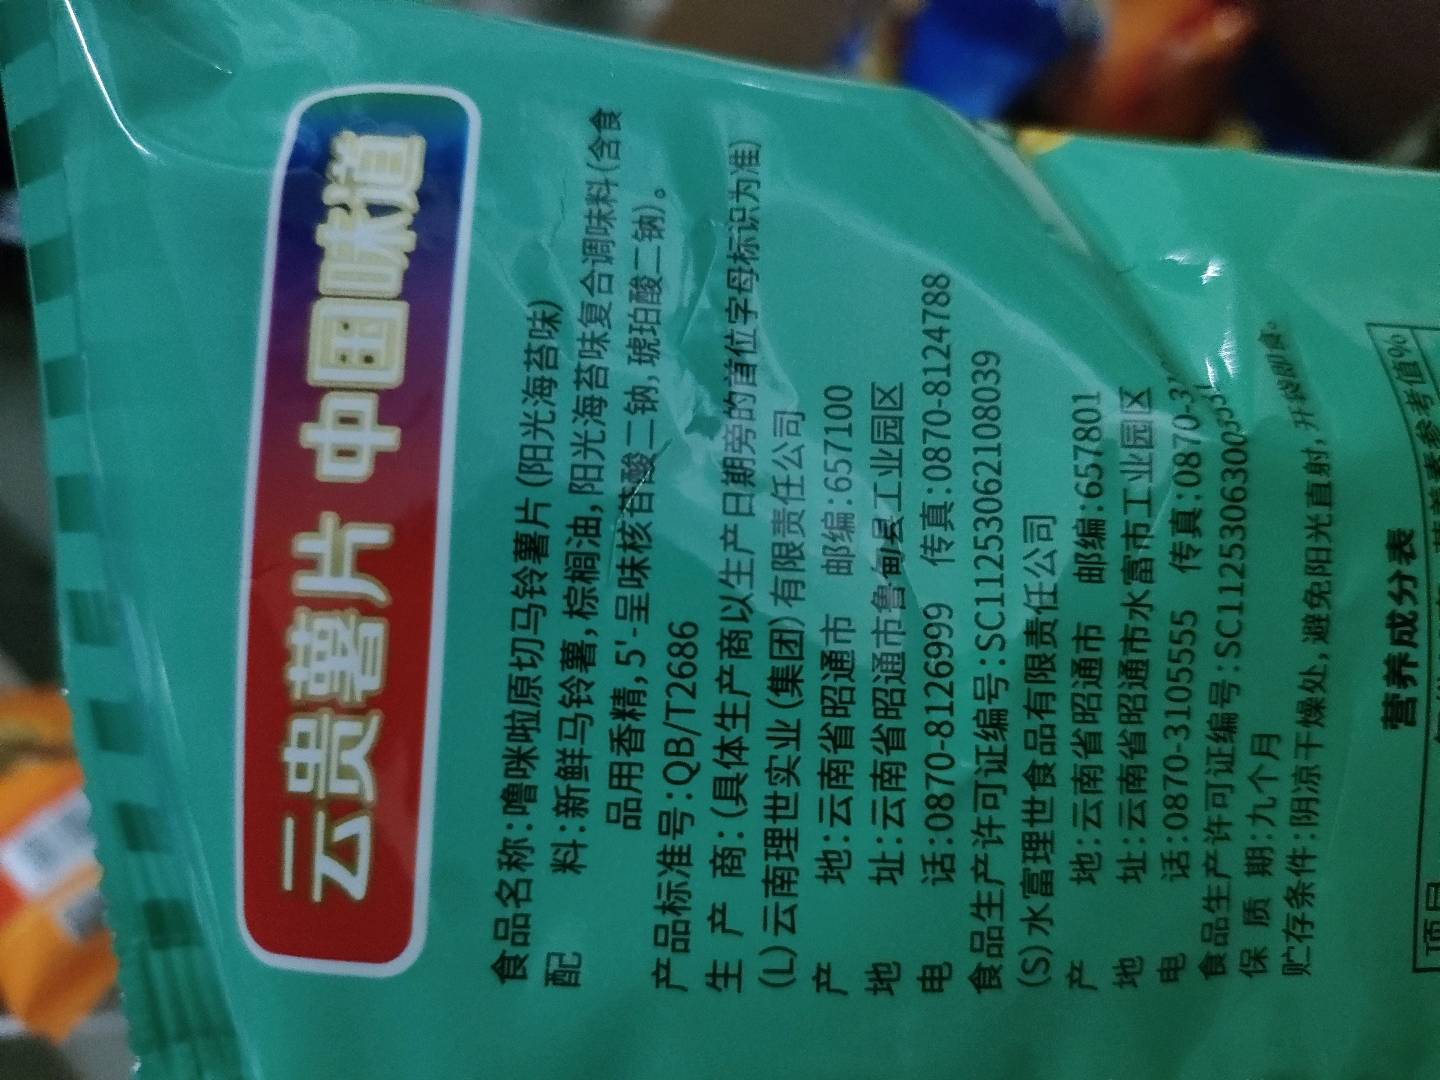 云贵薯片 中国味道
食品名称:噜咪啦原切马铃薯片(阳光海苔味)
配 料:新鲜马铃薯,棕榈油,阳光海苔味复合调味料(含食
品用香精,5'-呈味核苷酸二钠,琥珀酸二钠)。
产品标准号:QB/T2686
生 产 商:(具体生产商以生产日期旁的首位字母标识为准)
(L)云南理世实业(集团)有限责任公司
产 地:云南省昭通市 邮编:657100
地 址:云南省昭通市鲁甸县工业园区
电 话:0870-8126999 传真:0870-8124788
食品生产许可证编号:SC11253062108039
(S)水富理世食品有限责任公司
产 地:云南省昭通市 邮编:657801
地 址:云南省昭通市水富市工业园区
电 话:0870-3105555 传真:0870-3
食品生产许可证编号:SC1125306300
保 质 期:九个月
贮存条件:阴凉干燥处,避免阳光直射,开袋即食。
营养成分表
项目 营养素参考值%